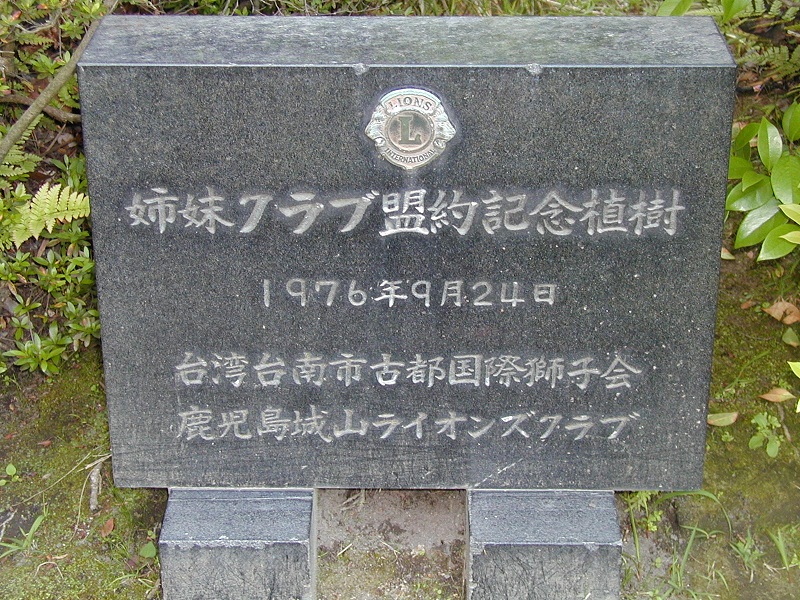 LIONS
L
INTERNATIONAL
姉妹クラブ盟約記念植樹
1976年9月24日
台湾台南市古都国際獅子会
鹿児島城山ライオンズクラブ